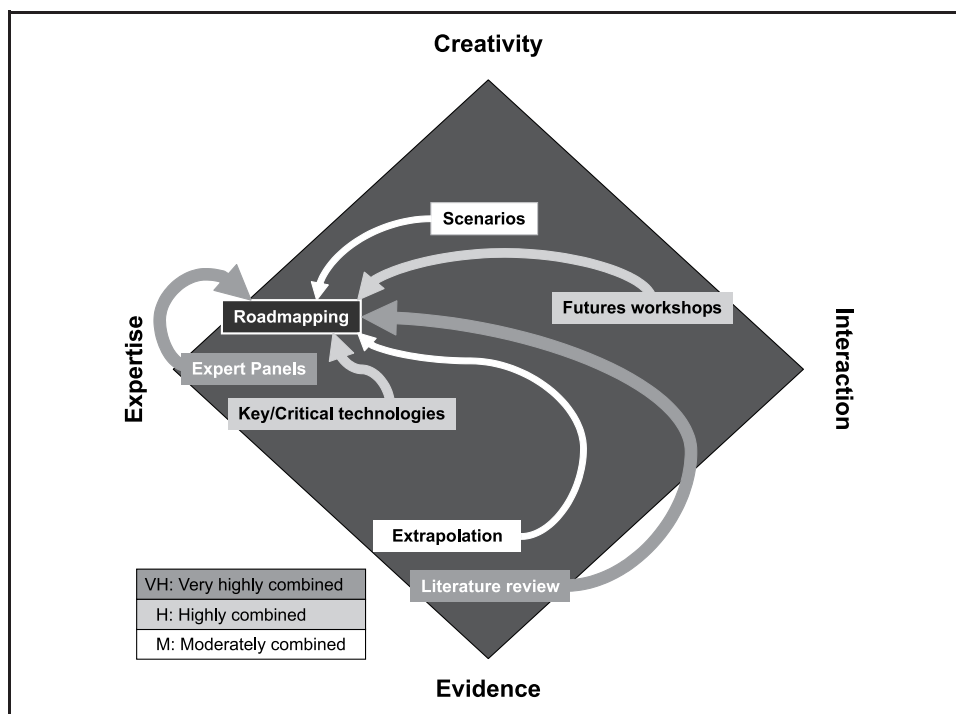 Creativity
Scenarios
Futures workshops
Roadmapping
Expert Panels
Key/Critical technologies
Expertise
Interaction
Extrapolation
Literature review
VH: Very highly combined
H: Highly combined
M: Moderately combined
Evidence